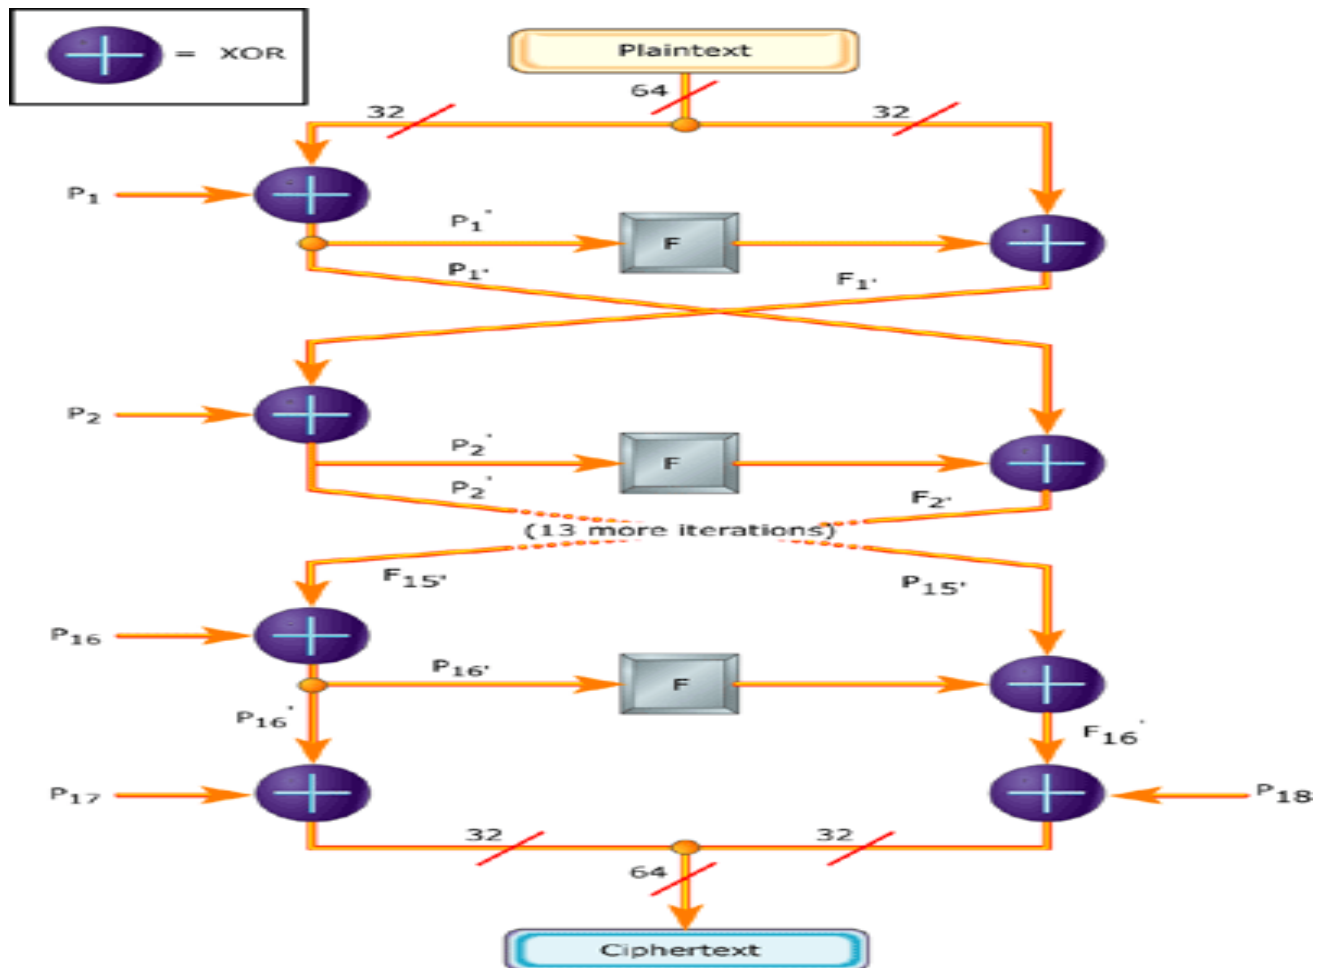 = XOR
Plaintext
64
32
32
P1
P1'
F
P1'
F1'
P2
P2'
F
P2'
F2'
(13 more iterations)
F15'
P15'
P16
P16'
F
P16'
F16'
P17
P18
32
32
64
Ciphertext